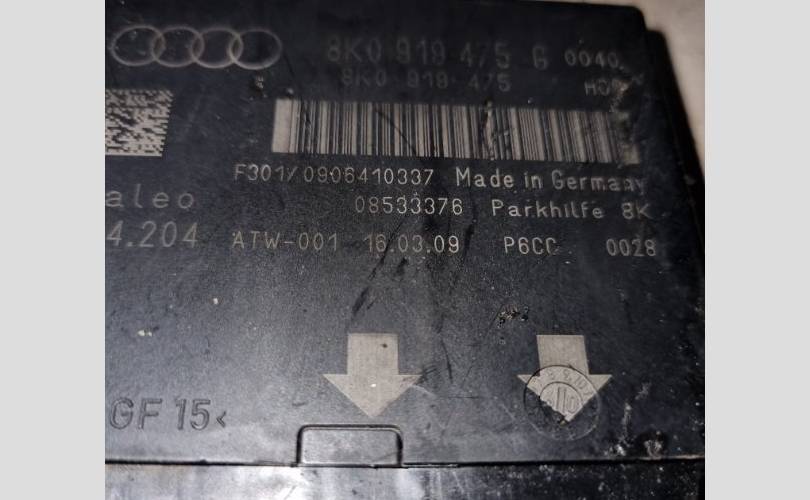 8K0 919 475 G 0040
8K0 919 475
F301/0906410337 Made in Germany
aleo 08533376 Parkhilfe 8K
4.204 ATW-001 16.03.09 P6CC 0028
GF 15<